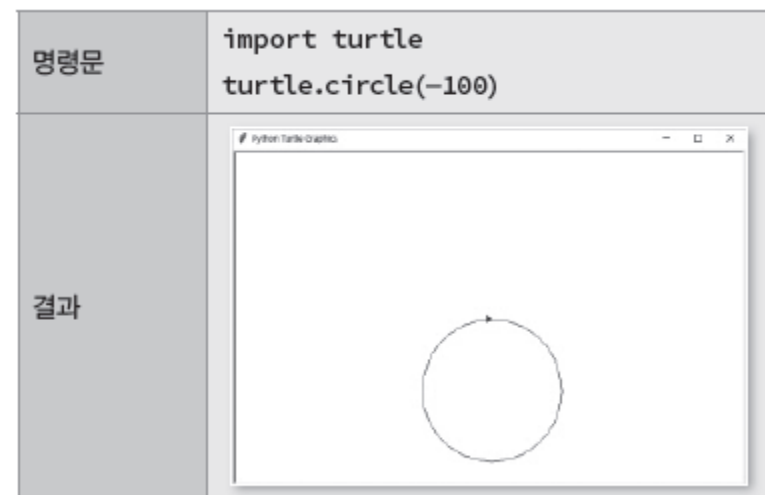 명령문
import turtle
turtle.circle(-100)
Python Turtle Graphics
결과